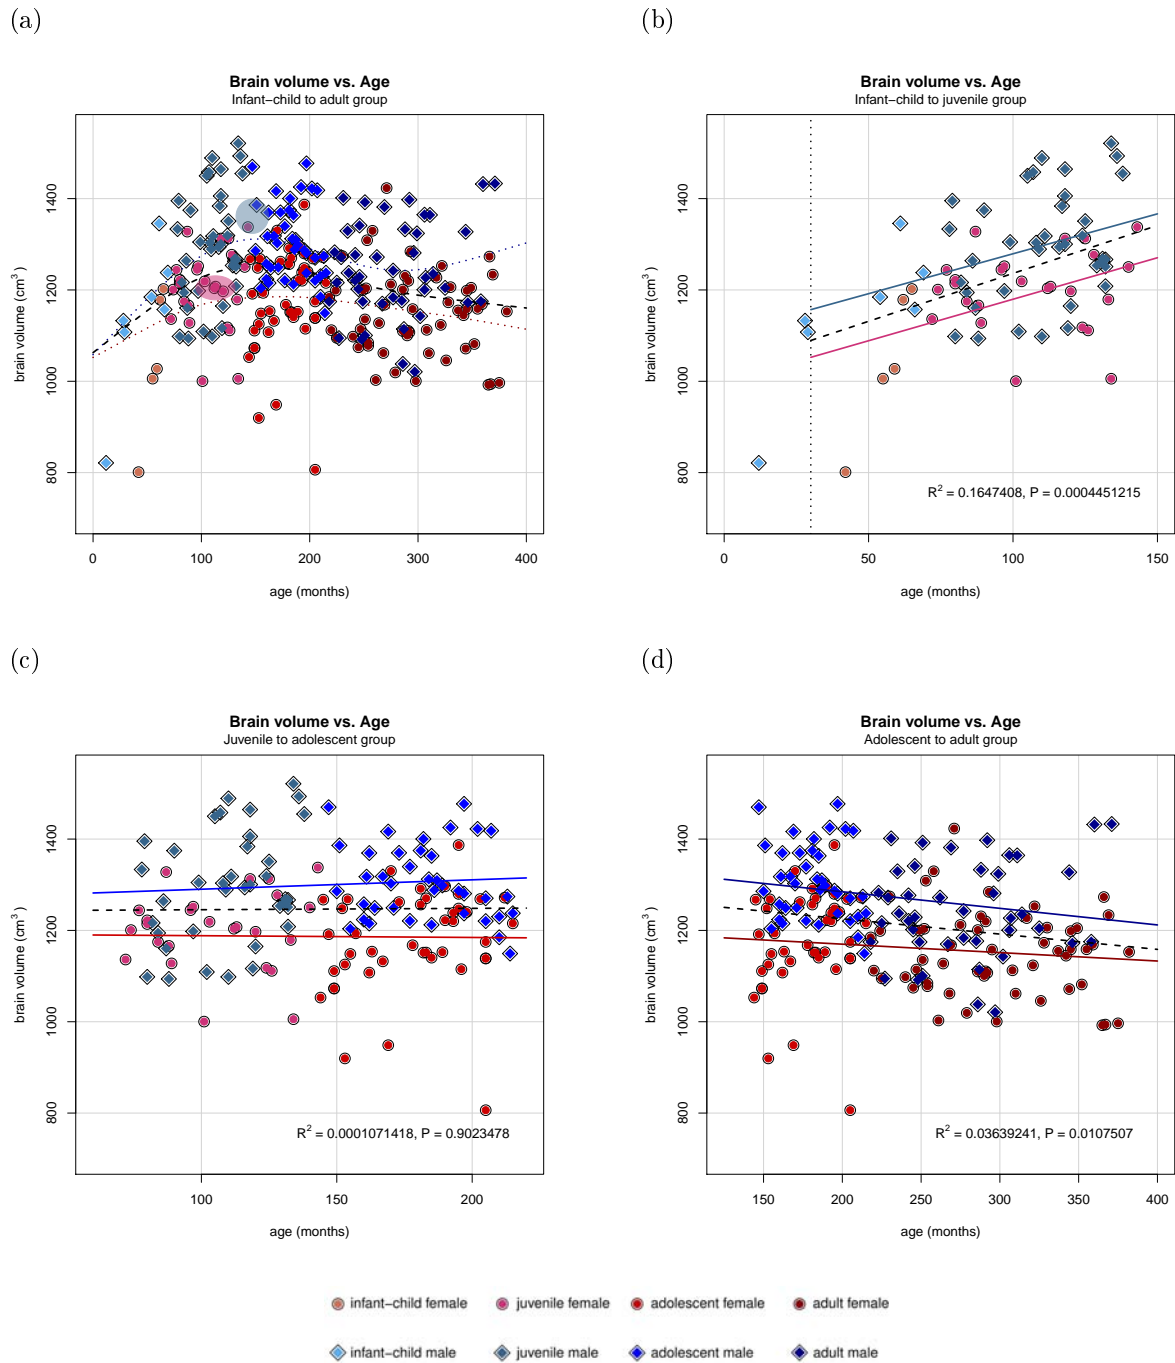 (a)
Brain volume vs. Age
Infant−child to adult group
brain volume (cm³ )
1400
1200
1000
800
0 100 200 300 400
age (months)
(b)
Brain volume vs. Age
Infant−child to juvenile group
brain volume (cm³ )
1400
1200
1000
800
R² = 0.1647408, P = 0.0004451215
0 50 100 150
age (months)
(c)
Brain volume vs. Age
Juvenile to adolescent group
brain volume (cm³ )
1400
1200
1000
800
R² = 0.0001071418, P = 0.9023478
100 150 200
age (months)
(d)
Brain volume vs. Age
Adolescent to adult group
brain volume (cm³ )
1400
1200
1000
800
R² = 0.03639241, P = 0.0107507
150 200 250 300 350 400
age (months)
infant−child female juvenile female adolescent female adult female
infant−child male juvenile male adolescent male adult male